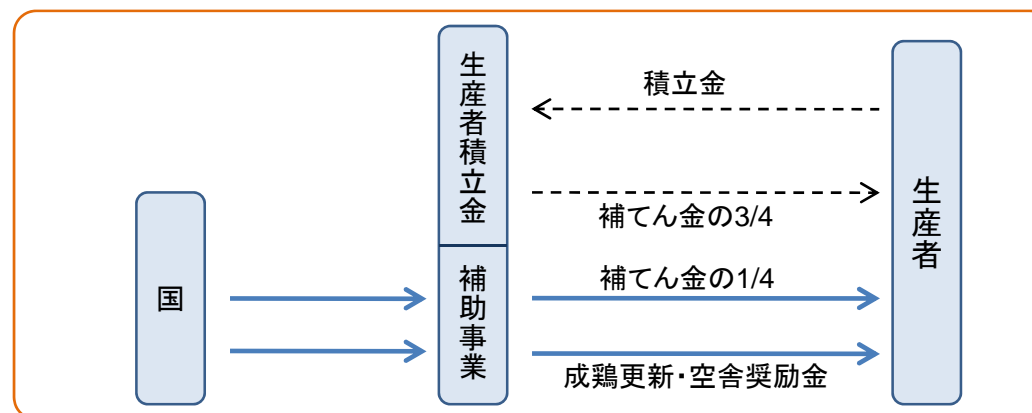 国
生産者積立金
補助事業
積立金
補てん金の3/4
補てん金の1/4
成鶏更新・空舎奨励金
生産者